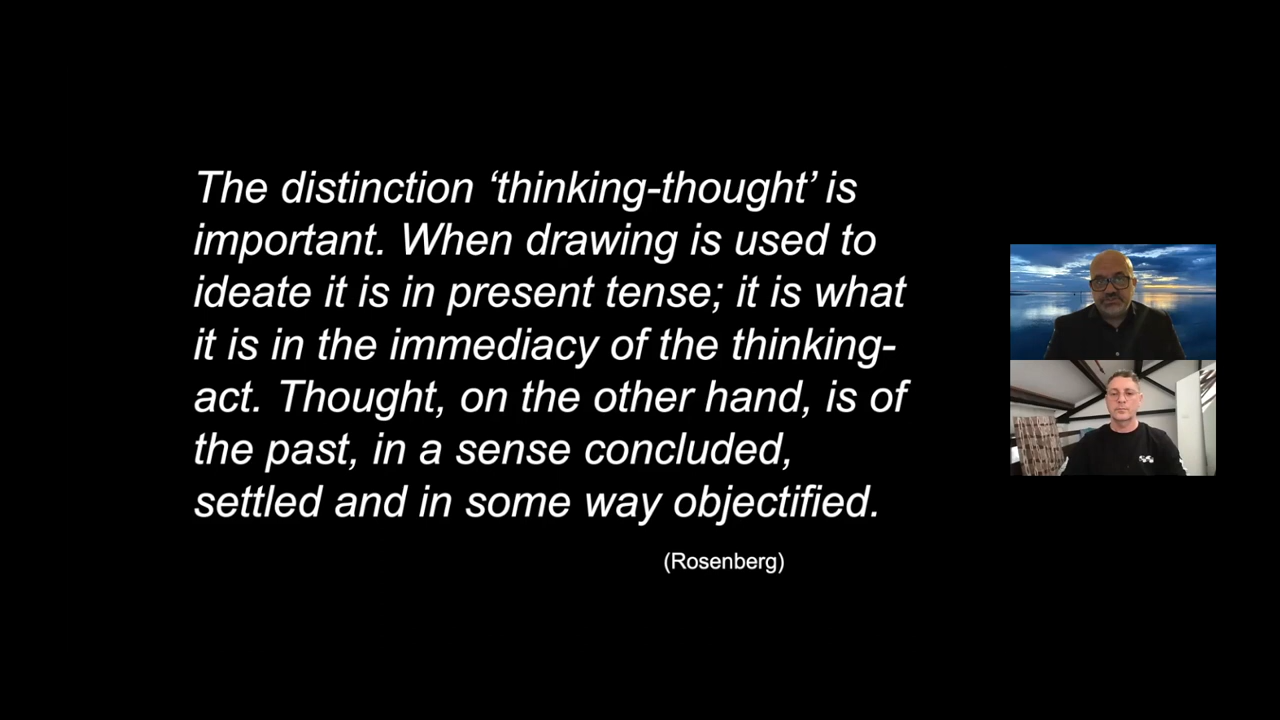 The distinction ‘thinking-thought’ is
important. When drawing is used to
ideate it is in present tense; it is what
it is in the immediacy of the thinking-
act. Thought, on the other hand, is of
the past, in a sense concluded,
settled and in some way objectified.
(Rosenberg)